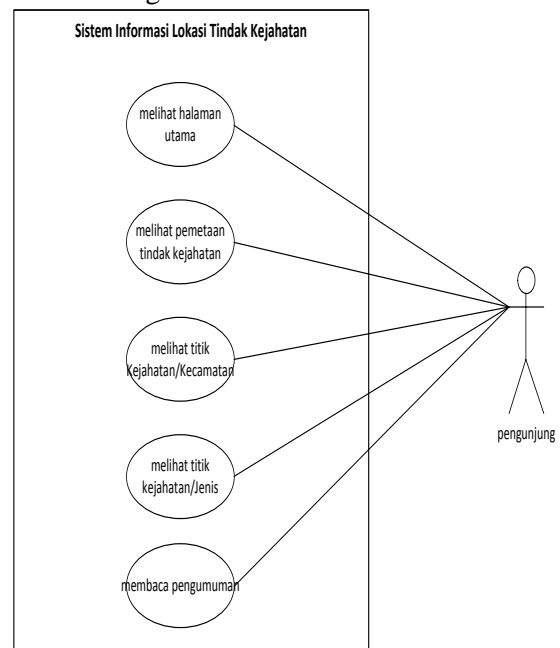 Sistem Informasi Lokasi Tindak Kejahatan
melihat halaman
utama
melihat pemetaan
tindak kejahatan
melihat titik
Kejahatan/Kecamatan
melihat titik
kejahatan/Jenis
membaca pengumuman
pengunjung